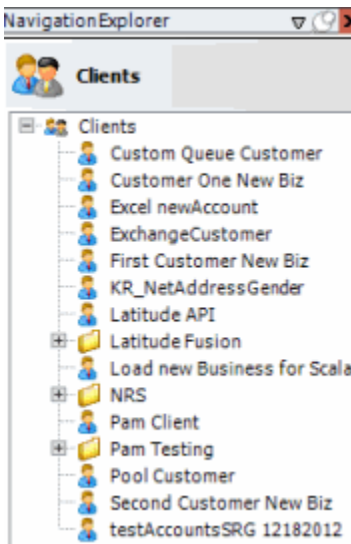 NavigationExplorer
Clients
Clients
Custom Queue Customer
Customer One New Biz
Excel newAccount
ExchangeCustomer
First Customer New Biz
KR_NetAddressGender
Latitude API
Latitude Fusion
Load new Business for Scala
NRS
Pam Client
Pam Testing
Pool Customer
Second Customer New Biz
testAccountsSRG 12182012